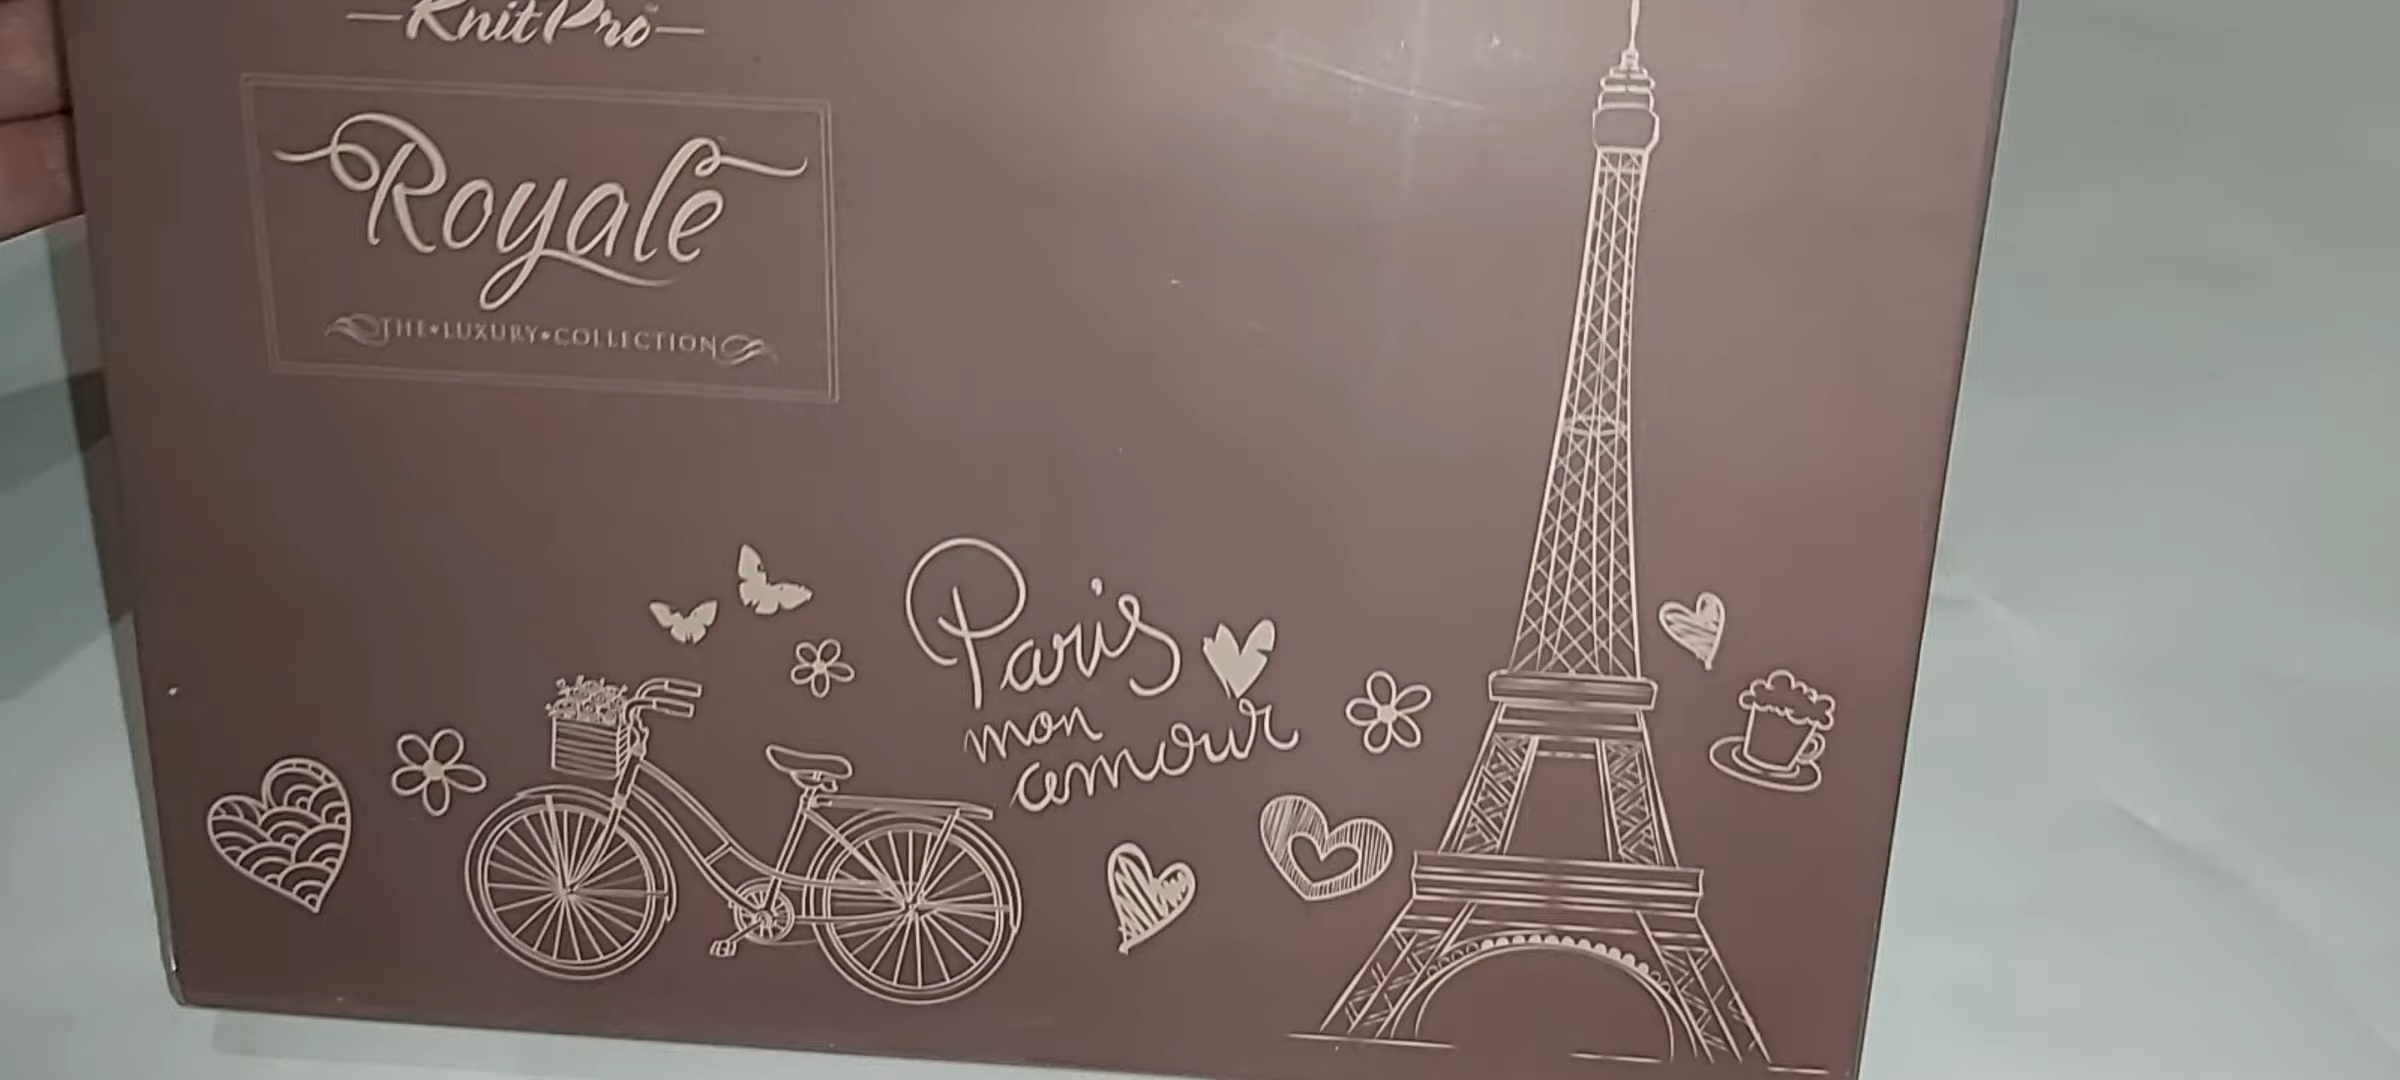 KnitPro
Royale
THE•LUXURY•COLLECTION
Paris
mon
amour